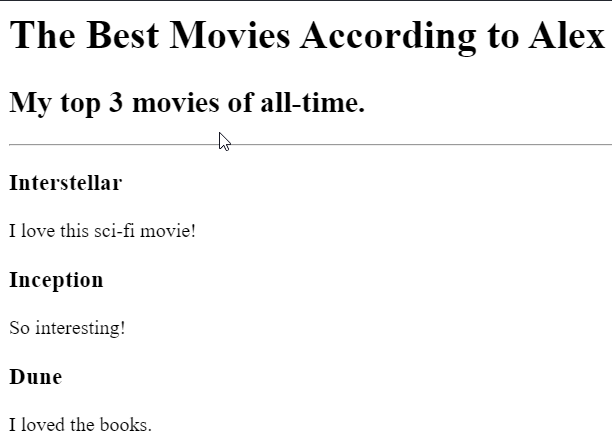 The Best Movies According to Alex
My top 3 movies of all-time.
Interstellar
I love this sci-fi movie!
Inception
So interesting!
Dune
I loved the books.